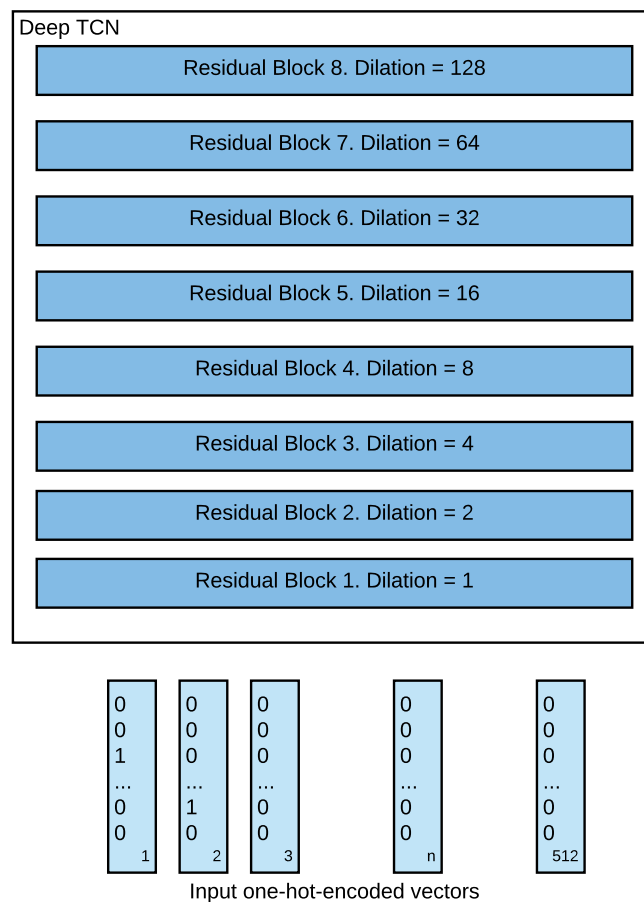 Deep TCN
Residual Block 8. Dilation = 128
Residual Block 7. Dilation = 64
Residual Block 6. Dilation = 32
Residual Block 5. Dilation = 16
Residual Block 4. Dilation = 8
Residual Block 3. Dilation = 4
Residual Block 2. Dilation = 2
Residual Block 1. Dilation = 1
0 0 0 0 0
0 0 0 0 0
1 0 0 0 0
... ... ... ... ...
0 1 0 0 0
0 0 0 0 0
1 2 3 n 512
Input one-hot-encoded vectors